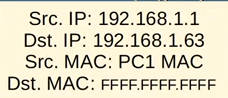 Src. IP: 192.168.1.1
Dst. IP: 192.168.1.63
Src. MAC: PC1 MAC
Dst. MAC: FFFF.FFFF.FFFF